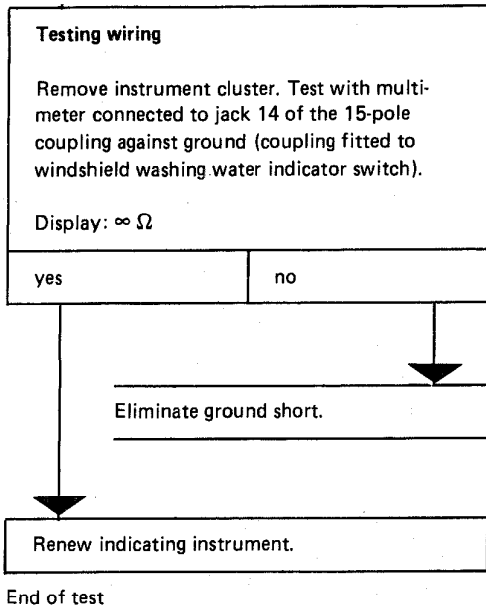 Testing wiring
Remove instrument cluster. Test with multi-
meter connected to jack 14 of the 15-pole
coupling against ground (coupling fitted to
windshield washing water indicator switch).
Display: ∞ Ω
yes
no
Eliminate ground short.
Renew indicating instrument.
End of test